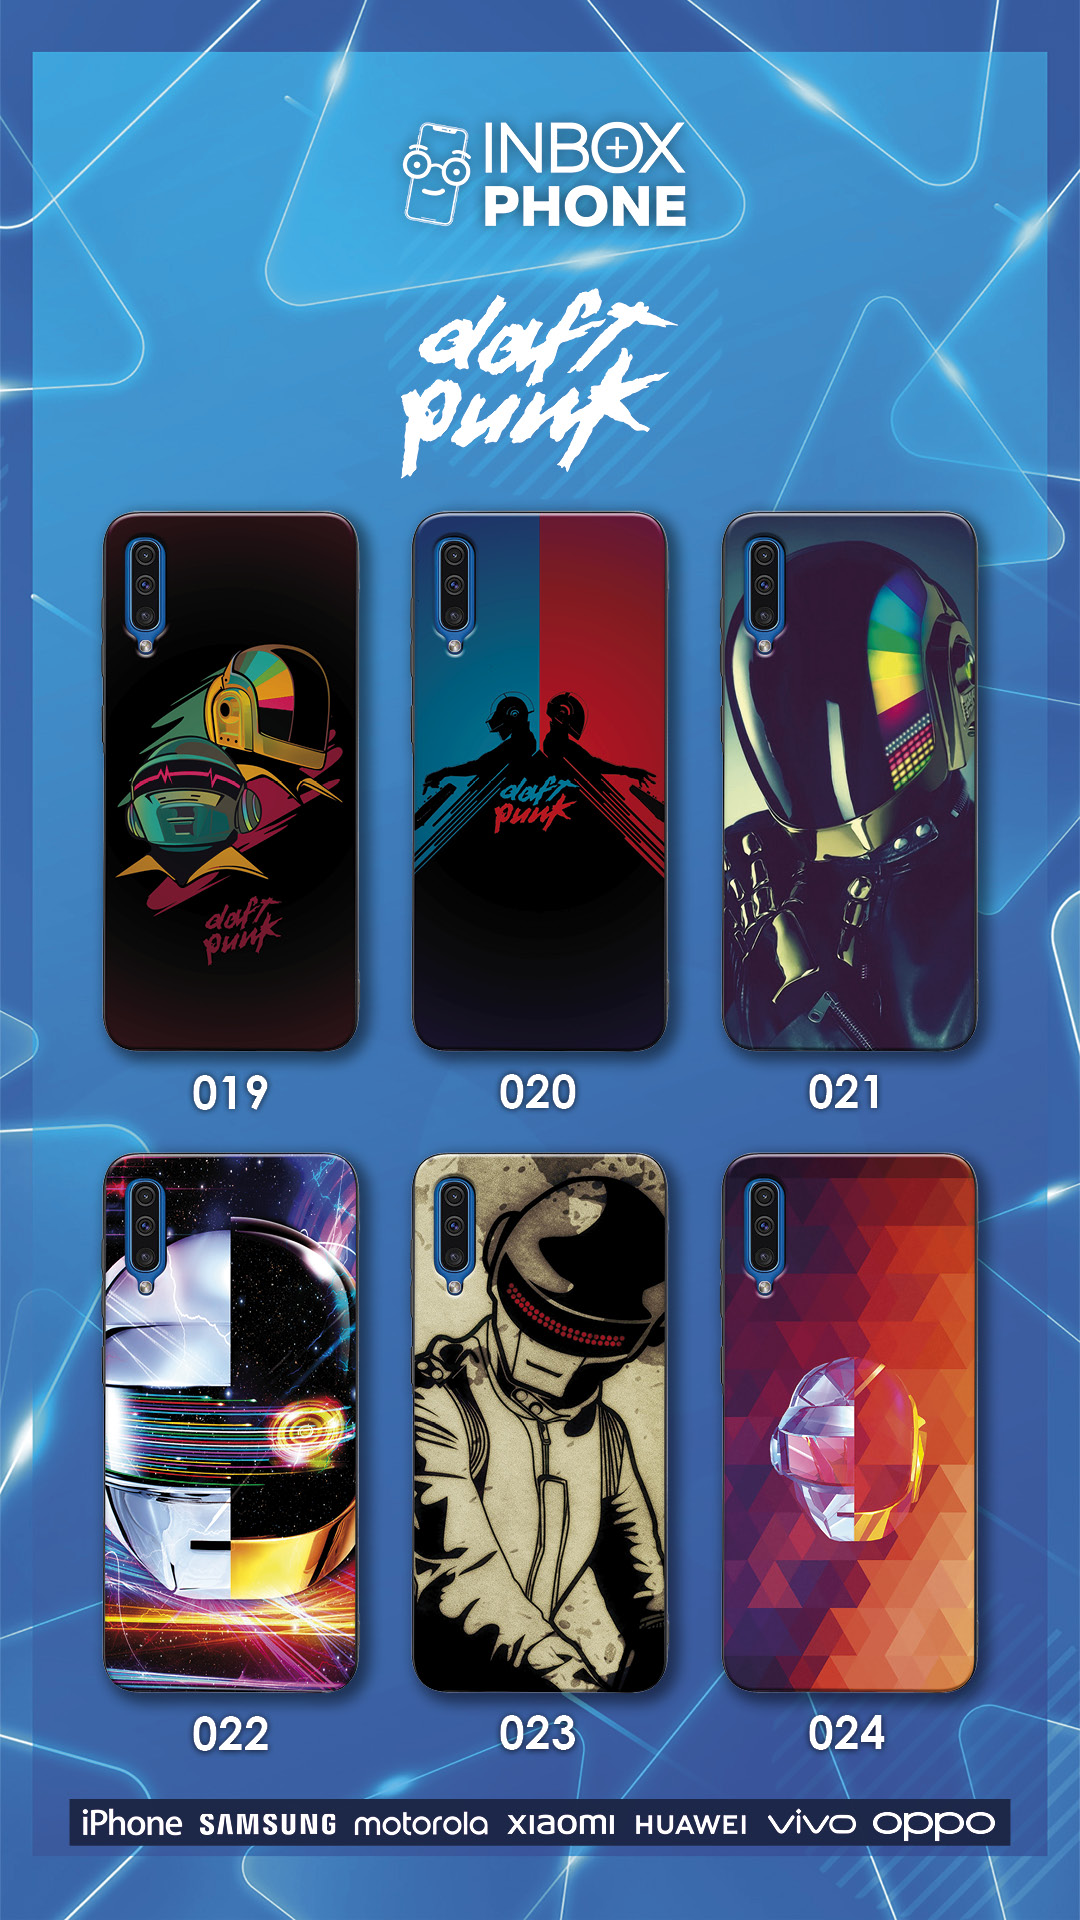 INBOX
PHONE
daft
punk
daft
punk
daft
punk
019
020
021
022
023
024
iPhone SAMSUNG motorola XIAOMI HUAWEI vivo oppo